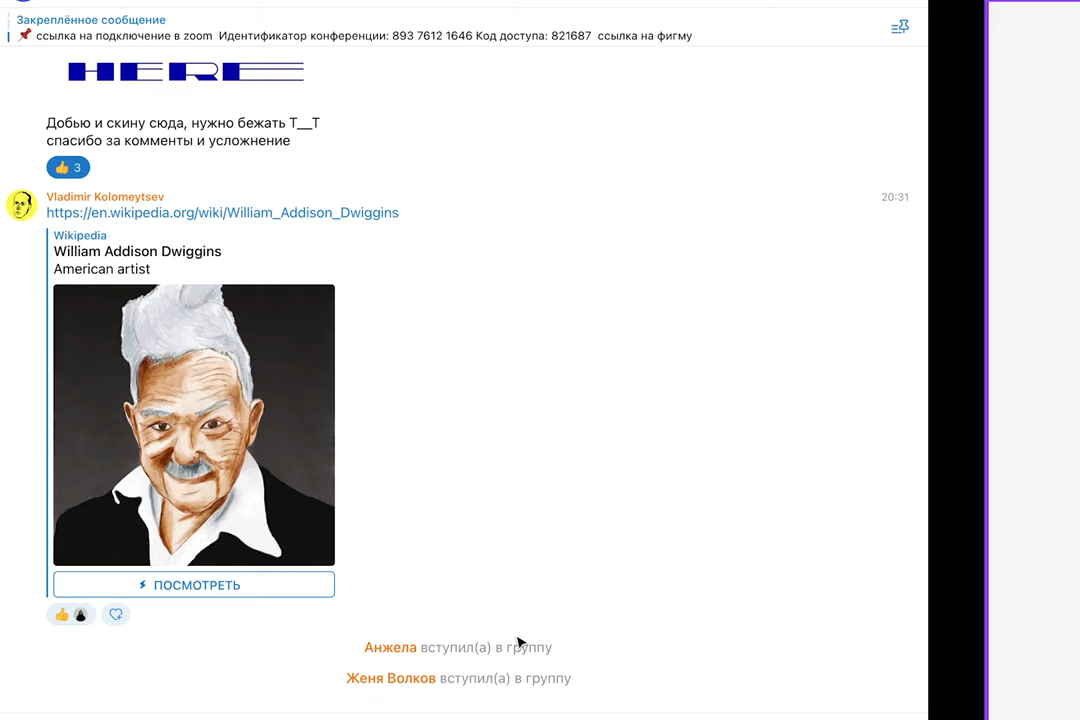 Закреплённое сообщение
📌 ссылка на подключение в zoom Идентификатор конференции: 893 7612 1646 Код доступа: 821687 ссылка на фигму
HERE
Добью и скину сюда, нужно бежать T__T
спасибо за комменты и усложнение
👍 3
Vladimir Kolomeytsev 20:31
https://en.wikipedia.org/wiki/William_Addison_Dwiggins
Wikipedia
William Addison Dwiggins
American artist
ПОСМОТРЕТЬ
Анжела вступил(а) в группу
Женя Волков вступил(а) в группу